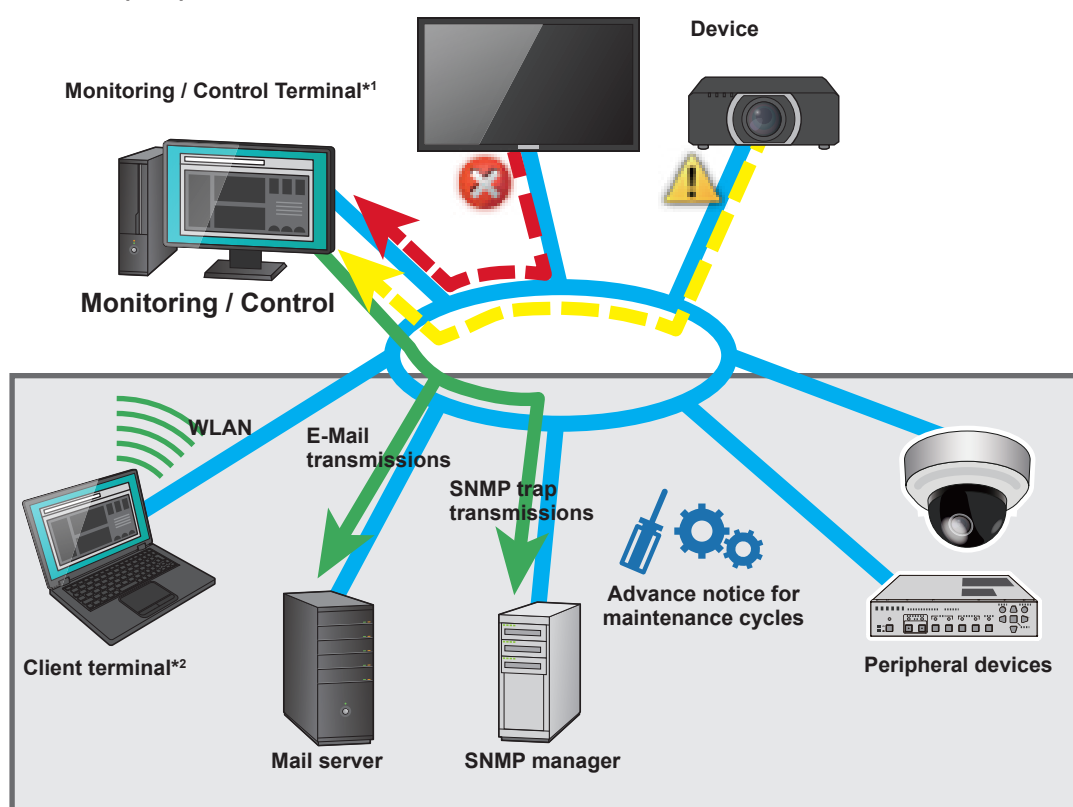 Device
Monitoring / Control Terminal*1
Monitoring / Control
WLAN
E-Mail
transmissions
SNMP trap
transmissions
Advance notice for
maintenance cycles
Client terminal*2
Peripheral devices
Mail server
SNMP manager